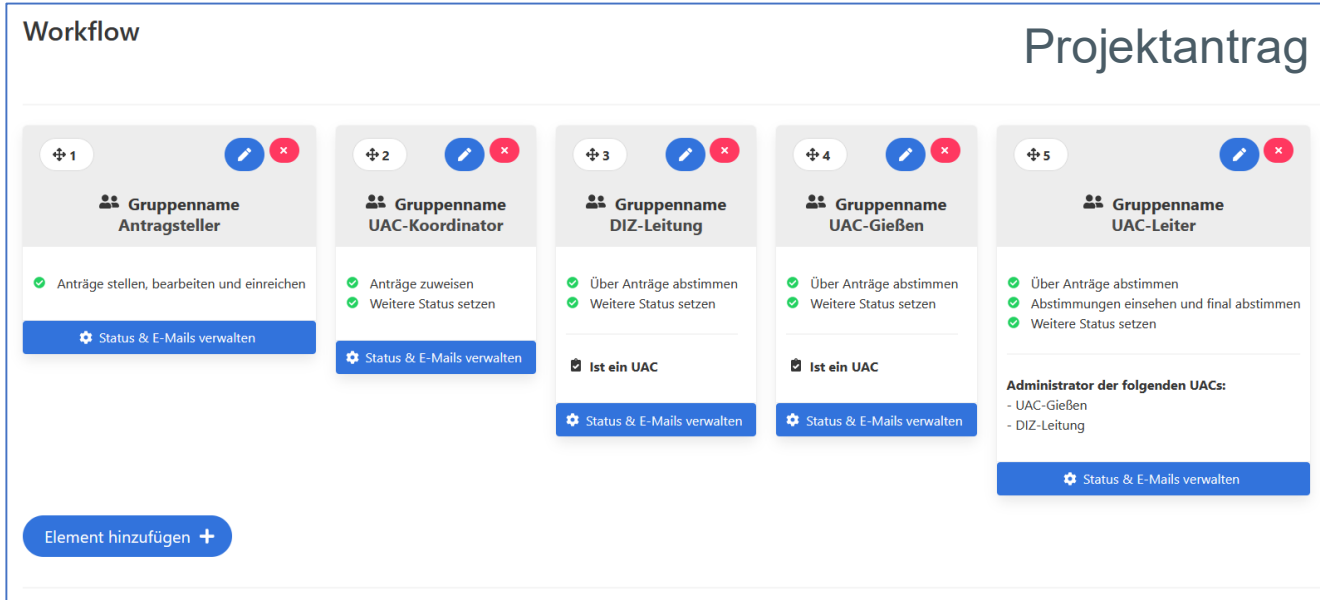 Workflow
Projektantrag
1
Gruppenname
Antragsteller
Anträge stellen, bearbeiten und einreichen
Status & E-Mails verwalten
2
Gruppenname
UAC-Koordinator
Anträge zuweisen
Weitere Status setzen
Status & E-Mails verwalten
3
Gruppenname
DIZ-Leitung
Über Anträge abstimmen
Weitere Status setzen
Ist ein UAC
Status & E-Mails verwalten
4
Gruppenname
UAC-Gießen
Über Anträge abstimmen
Weitere Status setzen
Ist ein UAC
Status & E-Mails verwalten
5
Gruppenname
UAC-Leiter
Über Anträge abstimmen
Abstimmungen einsehen und final abstimmen
Weitere Status setzen
Administrator der folgenden UACs:
- UAC-Gießen
- DIZ-Leitung
Status & E-Mails verwalten
Element hinzufügen +